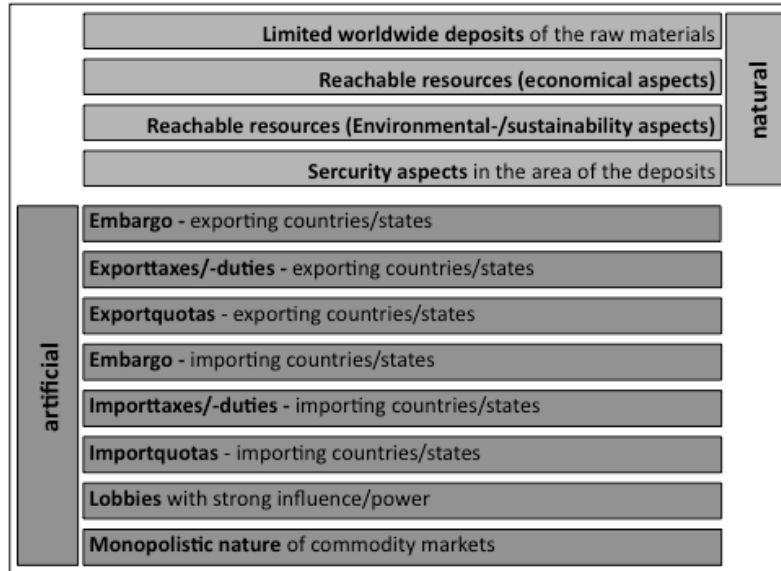 Limited worldwide deposits of the raw materials
Reachable resources (economical aspects)
Reachable resources (Environmental-/sustainability aspects)
Sercurity aspects in the area of the deposits
natural
artificial
Embargo - exporting countries/states
Exporttaxes/-duties - exporting countries/states
Exportquotas - exporting countries/states
Embargo - importing countries/states
Importtaxes/-duties - importing countries/states
Importquotas - importing countries/states
Lobbies with strong influence/power
Monopolistic nature of commodity markets